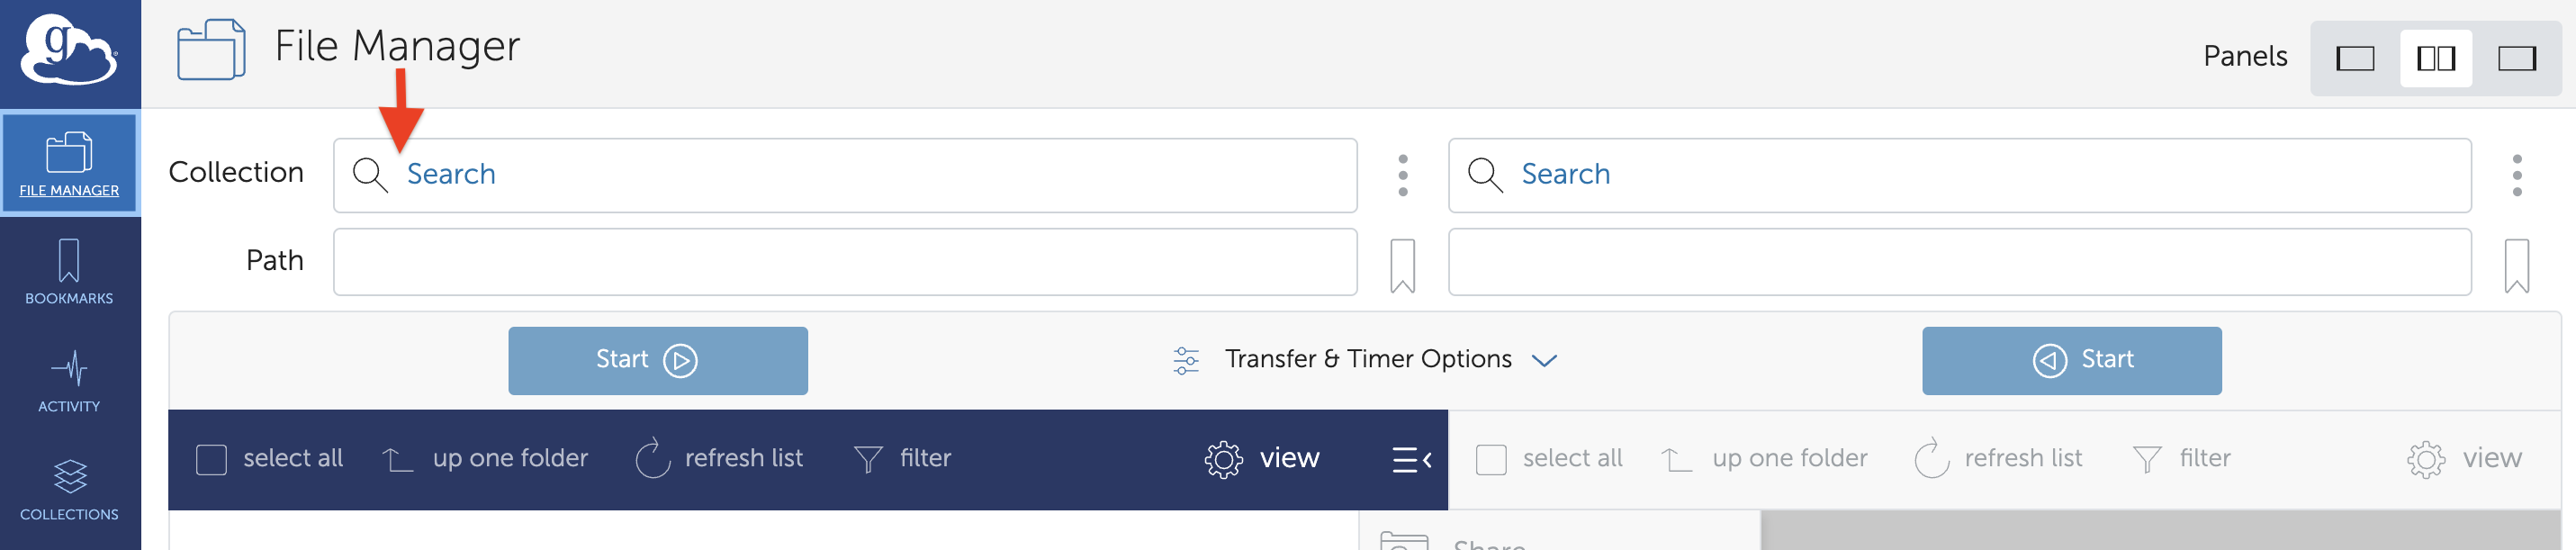 g
File Manager
Panels
FILE MANAGER
Collection
Search
Search
Path
BOOKMARKS
Start
Transfer & Timer Options
Start
ACTIVITY
select all
up one folder
refresh list
filter
view
select all
up one folder
refresh list
filter
view
COLLECTIONS
Share